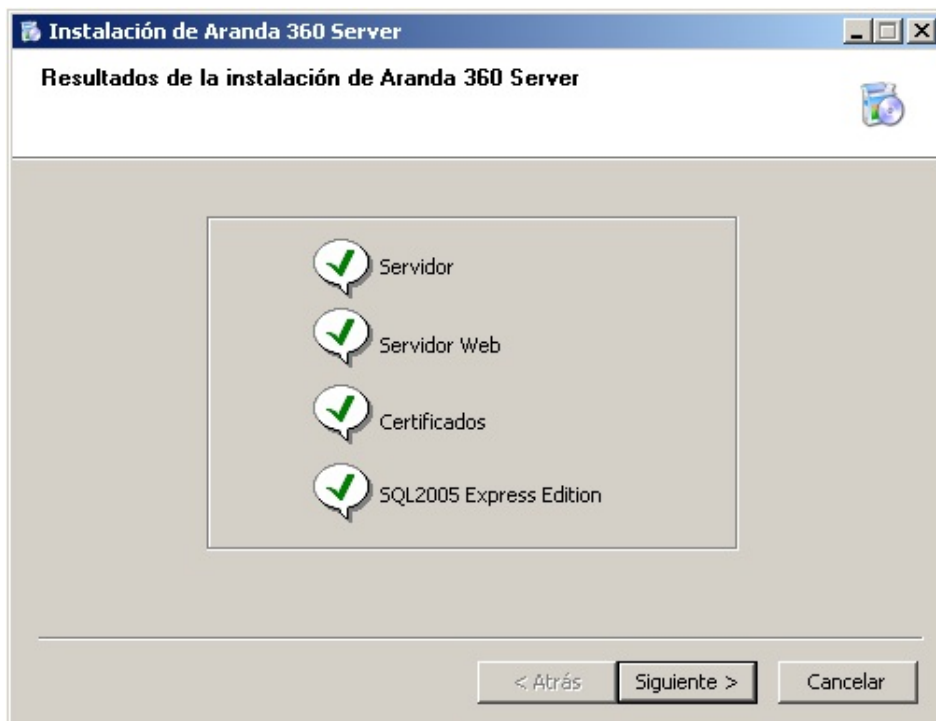 Instalación de Aranda 360 Server
Resultados de la instalación de Aranda 360 Server
Servidor
Servidor Web
Certificados
SQL2005 Express Edition
< Atrás
Siguiente >
Cancelar